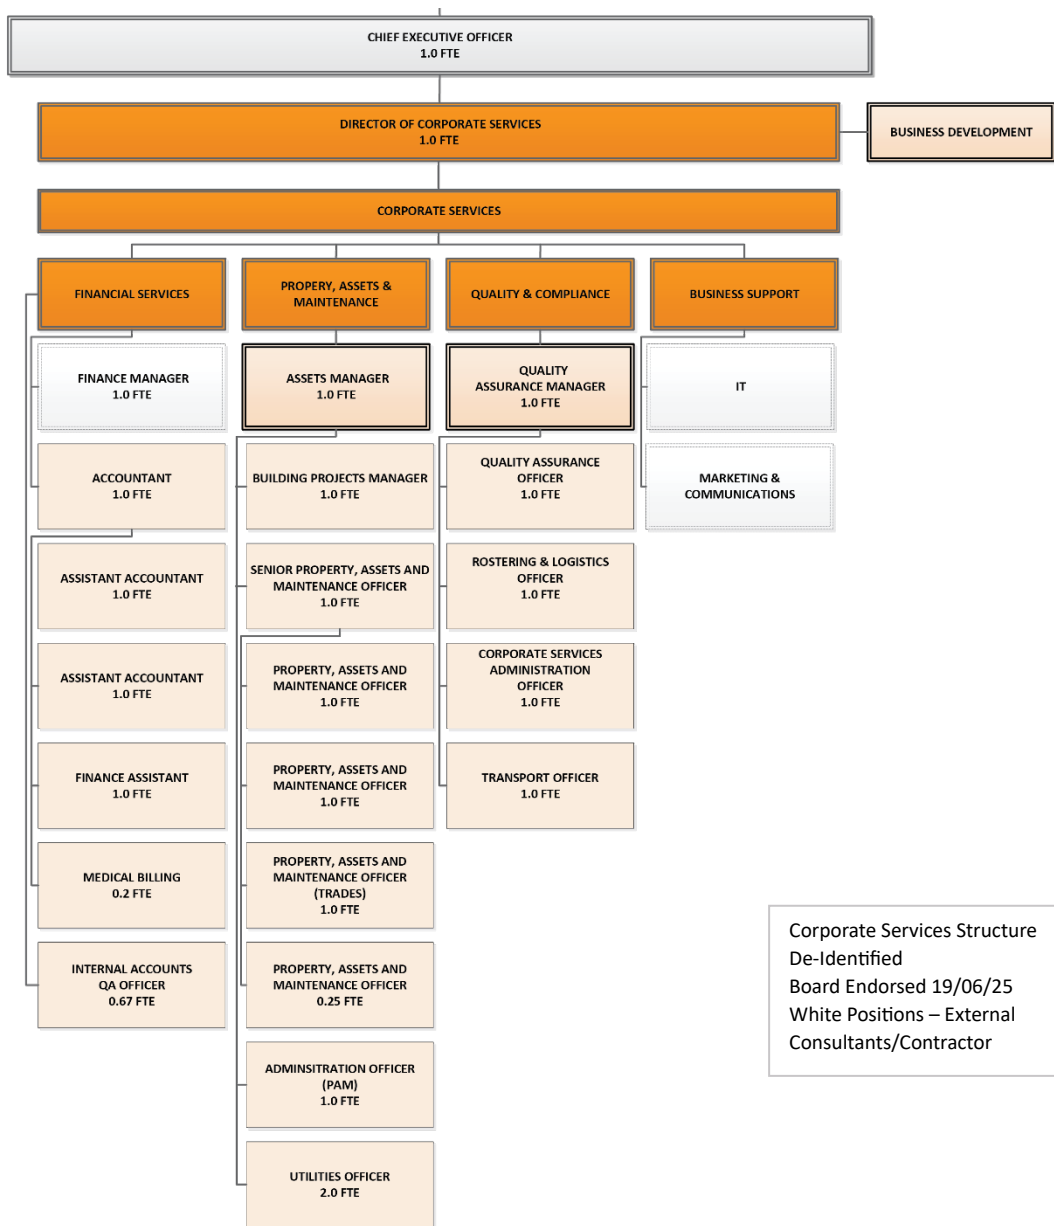 CHIEF EXECUTIVE OFFICER
1.0 FTE
DIRECTOR OF CORPORATE SERVICES
1.0 FTE
BUSINESS DEVELOPMENT
CORPORATE SERVICES
FINANCIAL SERVICES
FINANCE MANAGER
1.0 FTE
ACCOUNTANT
1.0 FTE
ASSISTANT ACCOUNTANT
1.0 FTE
ASSISTANT ACCOUNTANT
1.0 FTE
FINANCE ASSISTANT
1.0 FTE
MEDICAL BILLING
0.2 FTE
INTERNAL ACCOUNTS
QA OFFICER
0.67 FTE
PROPERY, ASSETS &
MAINTENANCE
ASSETS MANAGER
1.0 FTE
BUILDING PROJECTS MANAGER
1.0 FTE
SENIOR PROPERTY, ASSETS AND
MAINTENANCE OFFICER
1.0 FTE
PROPERTY, ASSETS AND
MAINTENANCE OFFICER
1.0 FTE
PROPERTY, ASSETS AND
MAINTENANCE OFFICER
1.0 FTE
PROPERTY, ASSETS AND
MAINTENANCE OFFICER
(TRADES)
1.0 FTE
PROPERTY, ASSETS AND
MAINTENANCE OFFICER
0.25 FTE
ADMINSITRATION OFFICER
(PAM)
1.0 FTE
UTILITIES OFFICER
2.0 FTE
QUALITY & COMPLIANCE
QUALITY
ASSURANCE MANAGER
1.0 FTE
QUALITY ASSURANCE
OFFICER
1.0 FTE
ROSTERING & LOGISTICS
OFFICER
1.0 FTE
CORPORATE SERVICES
ADMINISTRATION
OFFICER
1.0 FTE
TRANSPORT OFFICER
1.0 FTE
BUSINESS SUPPORT
IT
MARKETING &
COMMUNICATIONS
Corporate Services Structure
De-Identified
Board Endorsed 19/06/25
White Positions – External
Consultants/Contractor